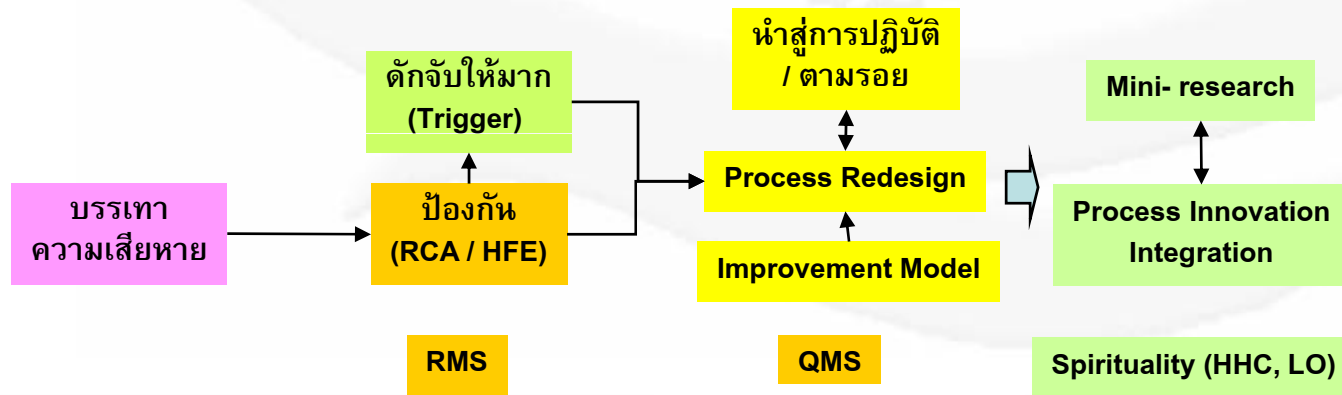 บรรเทา
ความเสียหาย
ดักจับให้มาก
(Trigger)
ป้องกัน
(RCA / HFE)
นำสู่การปฏิบัติ
/ ตามรอย
Process Redesign
Improvement Model
Mini- research
Process Innovation
Integration
RMS
QMS
Spirituality (HHC, LO)